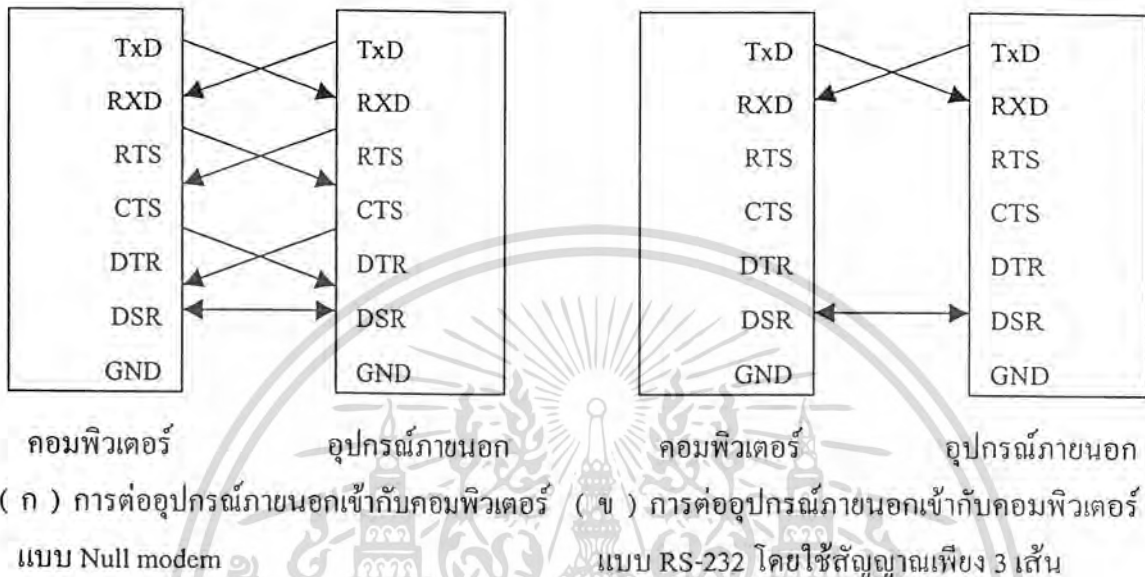 TxD TxD TxD TxD
RXD RXD RXD RXD
RTS RTS RTS RTS
CTS CTS CTS CTS
DTR DTR DTR DTR
DSR DSR DSR DSR
GND GND GND GND
คอมพิวเตอร์ อุปกรณ์ภายนอก คอมพิวเตอร์ อุปกรณ์ภายนอก
( ก ) การต่ออุปกรณ์ภายนอกเข้ากับคอมพิวเตอร์ ( ข ) การต่ออุปกรณ์ภายนอกเข้ากับคอมพิวเตอร์
แบบ Null modem แบบ RS-232 โดยใช้สัญญาณเพียง 3 เส้น